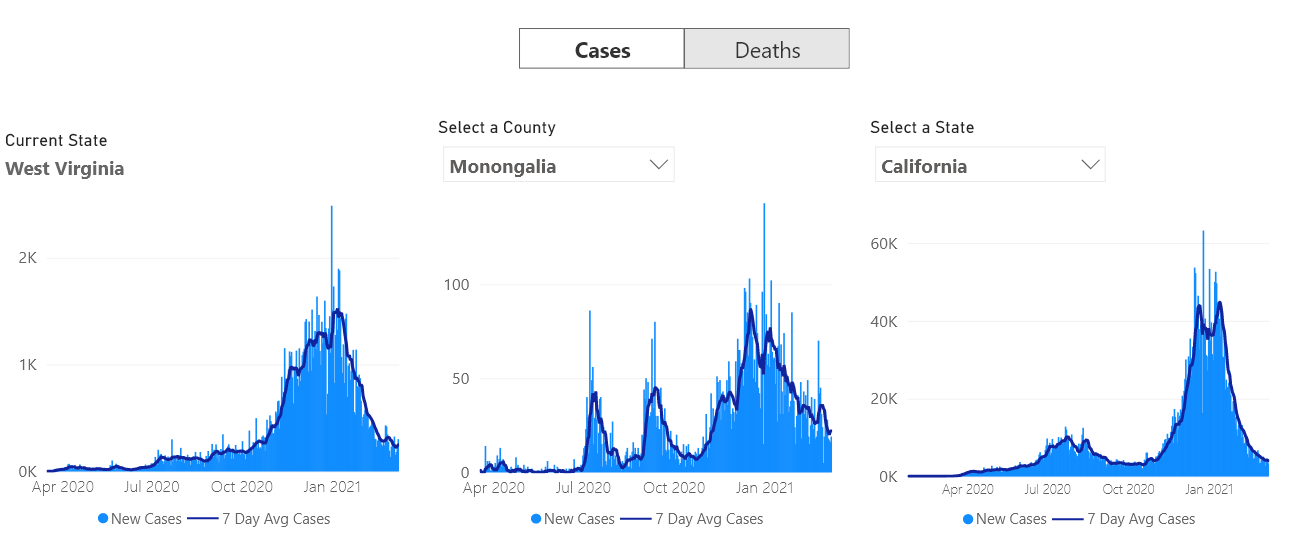 Cases Deaths
Current State
West Virginia
Select a County
Monongalia
Select a State
California
2K
1K
0K
Apr 2020 Jul 2020 Oct 2020 Jan 2021
New Cases 7 Day Avg Cases
100
50
0
Apr 2020 Jul 2020 Oct 2020 Jan 2021
New Cases 7 Day Avg Cases
60K
40K
20K
0K
Apr 2020 Jul 2020 Oct 2020 Jan 2021
New Cases 7 Day Avg Cases